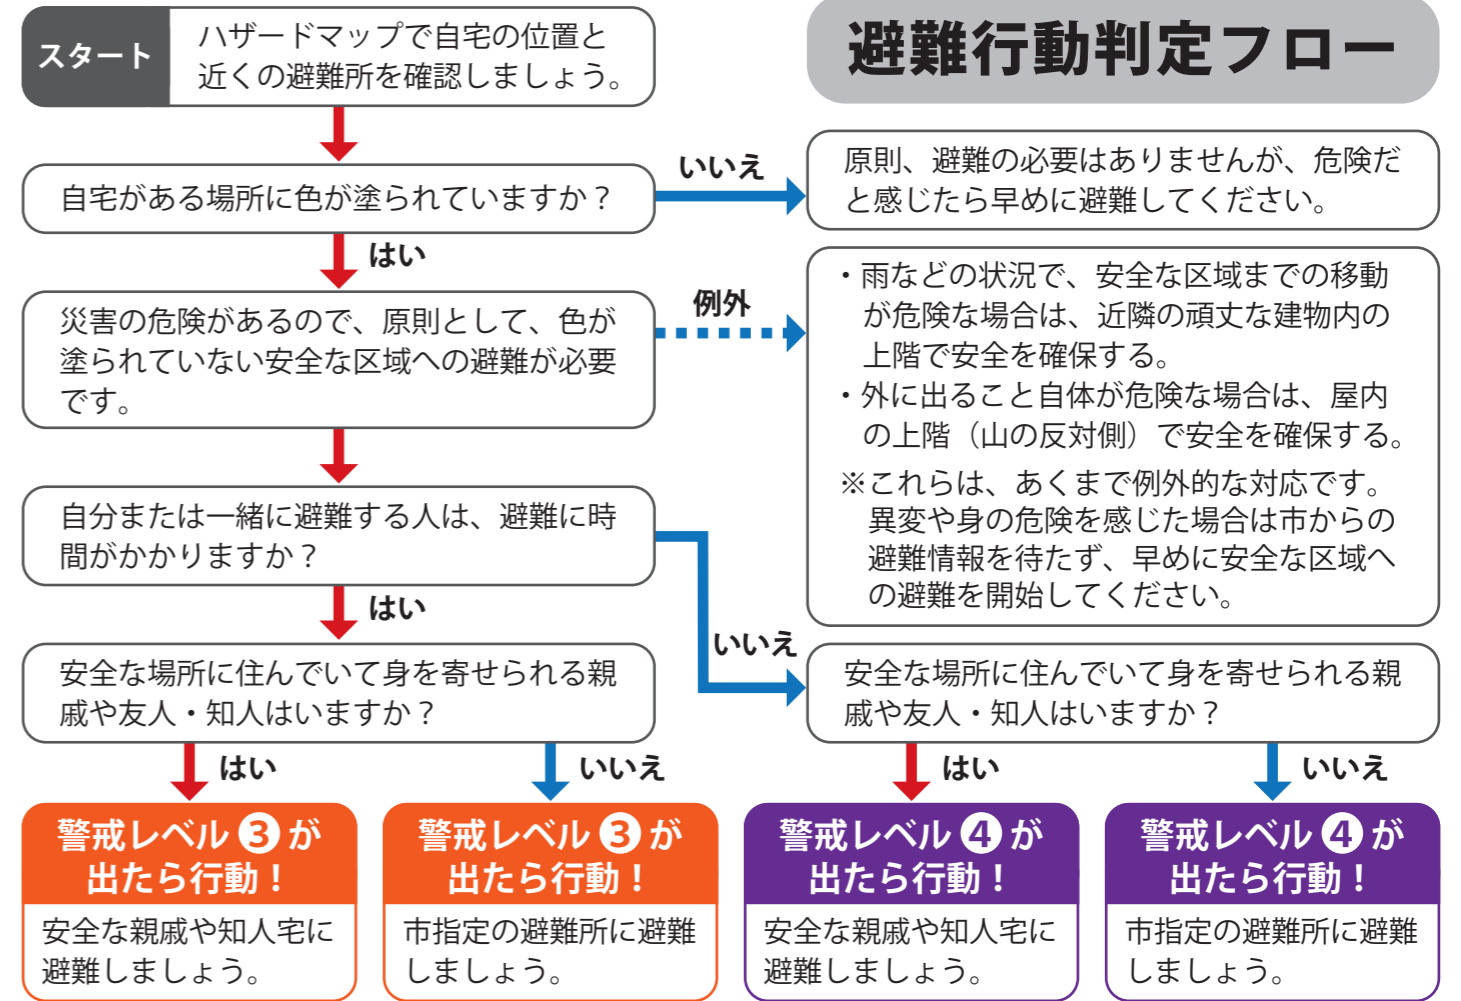 避難行動判定フロー
スタート
ハザードマップで自宅の位置と
近くの避難所を確認しましょう。
自宅がある場所に色が塗られていますか？
いいえ
原則、避難の必要はありませんが、危険だ
と感じたら早めに避難してください。
はい
災害の危険があるので、原則として、色が
塗られていない安全な区域への避難が必要
です。
例外
・雨などの状況で、安全な区域までの移動
が危険な場合は、近隣の頑丈な建物内の
上階で安全を確保する。
・外に出ること自体が危険な場合は、屋内
の上階（山の反対側）で安全を確保する。
※これらは、あくまで例外的な対応です。
異変や身の危険を感じた場合は市からの
避難情報を待たず、早めに安全な区域へ
の避難を開始してください。
自分または一緒に避難する人は、避難に時
間がかかりますか？
はい
いいえ
安全な場所に住んでいて身を寄せられる親
戚や友人・知人はいますか？
安全な場所に住んでいて身を寄せられる親
戚や友人・知人はいますか？
はい
いいえ
はい
いいえ
警戒レベル❸が
出たら行動！
安全な親戚や知人宅に
避難しましょう。
警戒レベル❸が
出たら行動！
市指定の避難所に避難
しましょう。
警戒レベル❹が
出たら行動！
安全な親戚や知人宅に
避難しましょう。
警戒レベル❹が
出たら行動！
市指定の避難所に避難
しましょう。